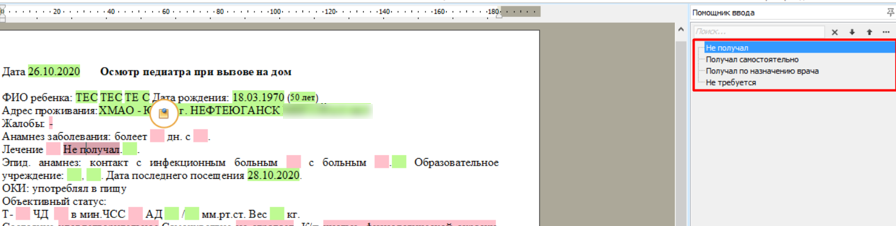 Помощник ввода
20 40 60 80 100 120 140 160 180
Поиск...
Не получал
Получал самостоятельно
Получал по назначению врача
Не требуется
Дата 26.10.2020 Осмотр педиатра при вызове на дом
ФИО ребенка: ТЕС ТЕС ТЕ С Дата рождения: 18.03.1970 (50 лет)
Адрес проживания: ХМАО - г. НЕФТЕЮГАНСК
Жалобы: -
Анамнез заболевания: болеет дн. с .
Лечение Не получал. .
Эпид. анамнез: контакт с инфекционным больным с больным . Образовательное
учреждение: , . Дата последнего посещения 28.10.2020.
ОКИ: употреблял в пищу
Объективный статус:
Т- ЧД в мин.ЧСС АД / мм.рт.ст. Вес кг.